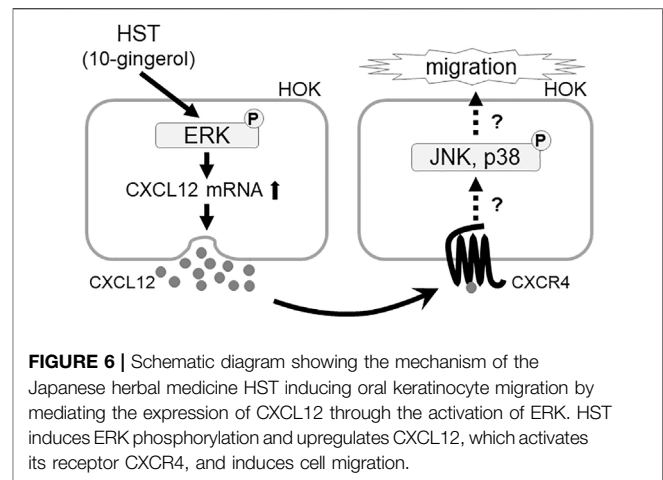 HST
(10-gingerol)
HOK
P
ERK
CXCL12 mRNA ⬆
CXCL12
migration
HOK
?
P
JNK, p38
?
CXCR4
FIGURE 6 | Schematic diagram showing the mechanism of the
Japanese herbal medicine HST inducing oral keratinocyte migration by
mediating the expression of CXCL12 through the activation of ERK. HST
induces ERK phosphorylation and upregulates CXCL12, which activates
its receptor CXCR4, and induces cell migration.